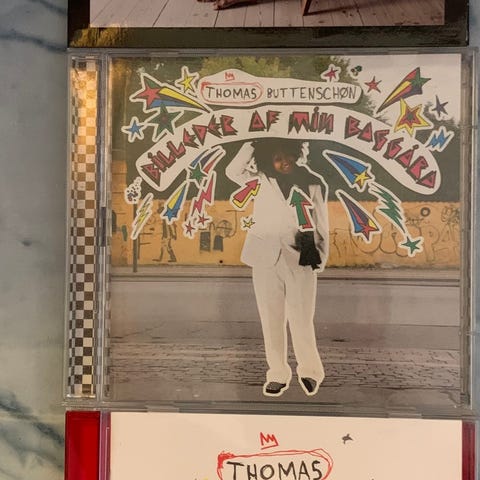 THOMAS BUTTENSCHØN
BILLEDER AF MIN BAGGÅRD
THOMAS